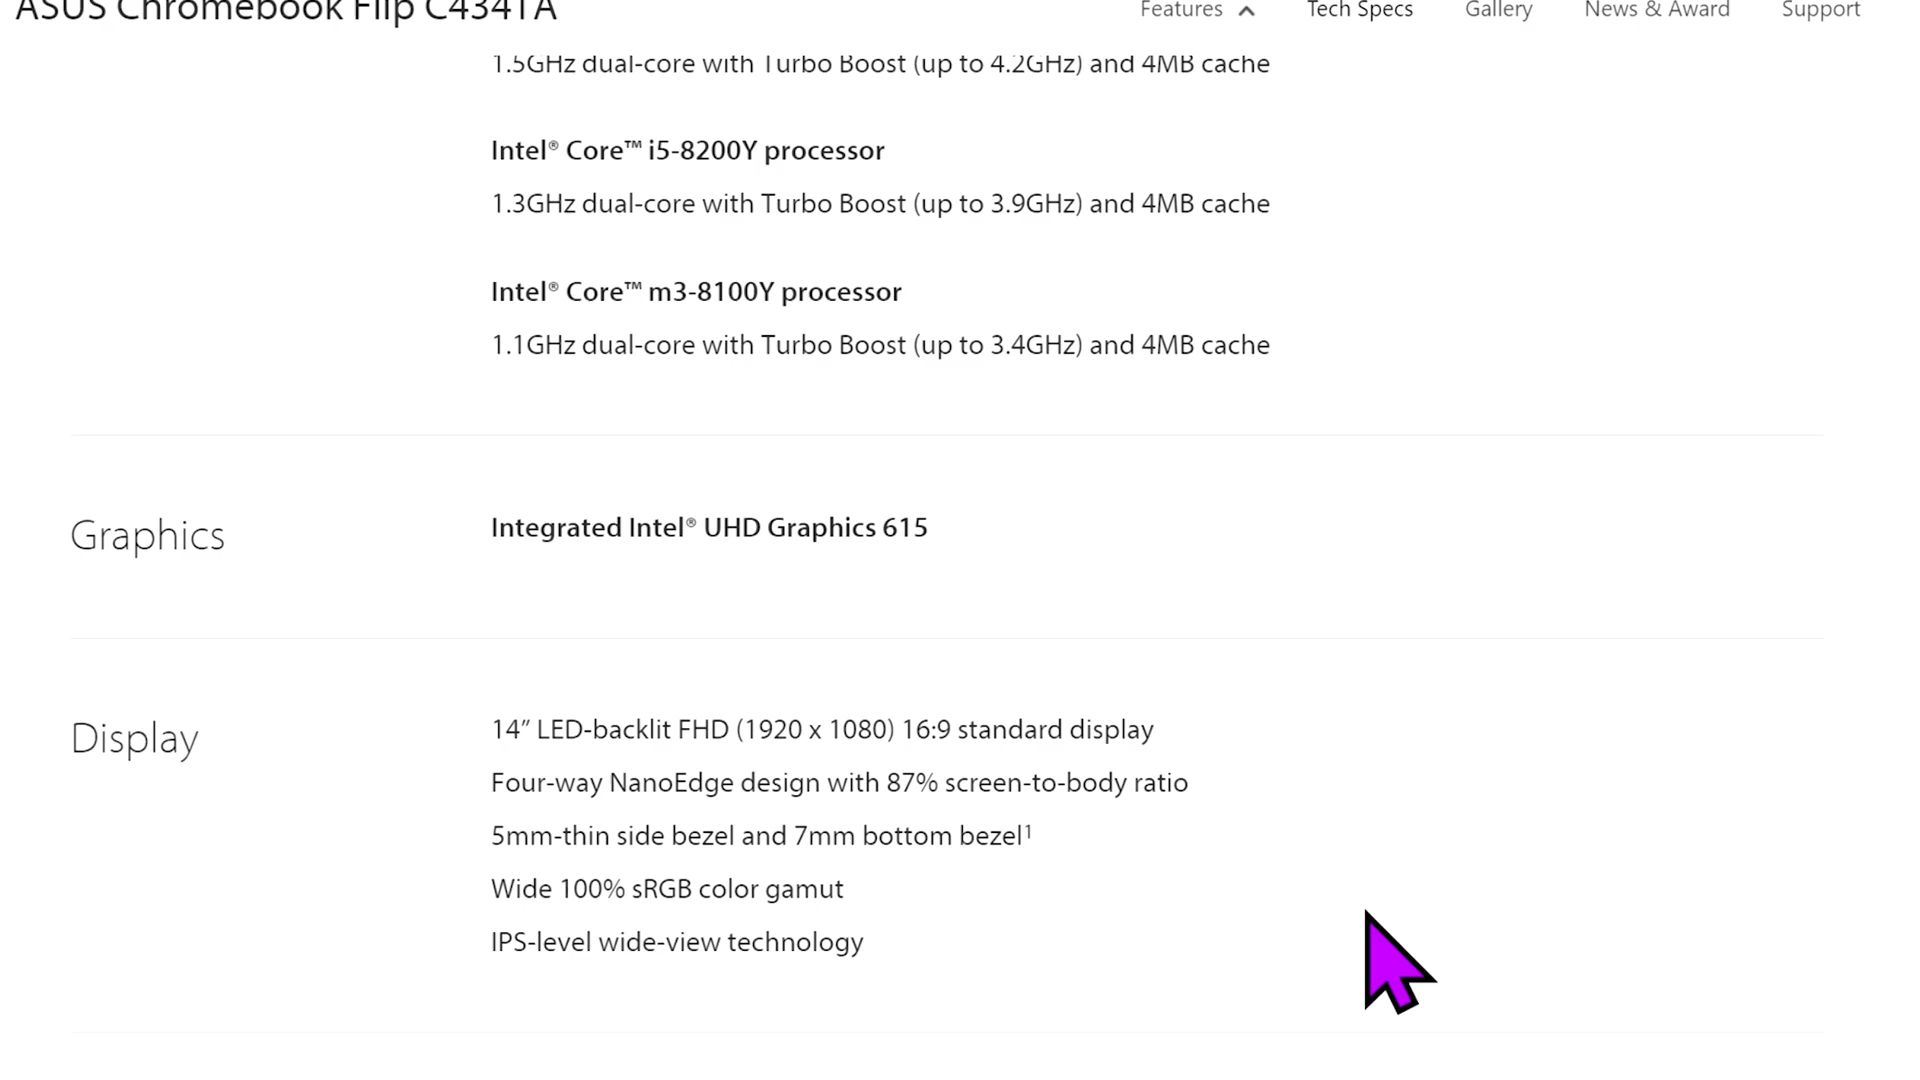 ASUS Chromebook Flip C434TA
Features
Tech Specs
Gallery
News & Award
Support
1.5GHz dual-core with Turbo Boost (up to 4.2GHz) and 4MB cache
Intel® Core™ i5-8200Y processor
1.3GHz dual-core with Turbo Boost (up to 3.9GHz) and 4MB cache
Intel® Core™ m3-8100Y processor
1.1GHz dual-core with Turbo Boost (up to 3.4GHz) and 4MB cache
Graphics
Integrated Intel® UHD Graphics 615
Display
14” LED-backlit FHD (1920 x 1080) 16:9 standard display
Four-way NanoEdge design with 87% screen-to-body ratio
5mm-thin side bezel and 7mm bottom bezel¹
Wide 100% sRGB color gamut
IPS-level wide-view technology